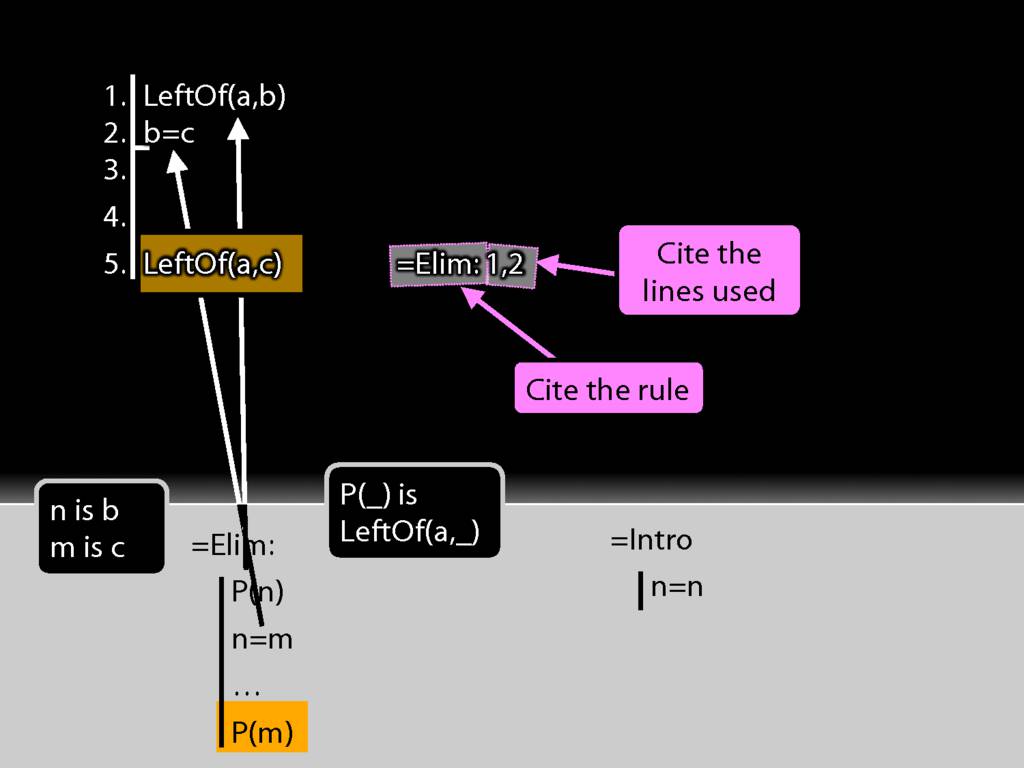 1. LeftOf(a,b)
2. b=c
3.
4.
5. LeftOf(a,c)
=Elim: 1,2
Cite the
lines used
Cite the rule
n is b
m is c
P(_) is
LeftOf(a,_)
=Elim:
P(n)
n=m
…
P(m)
=Intro
n=n